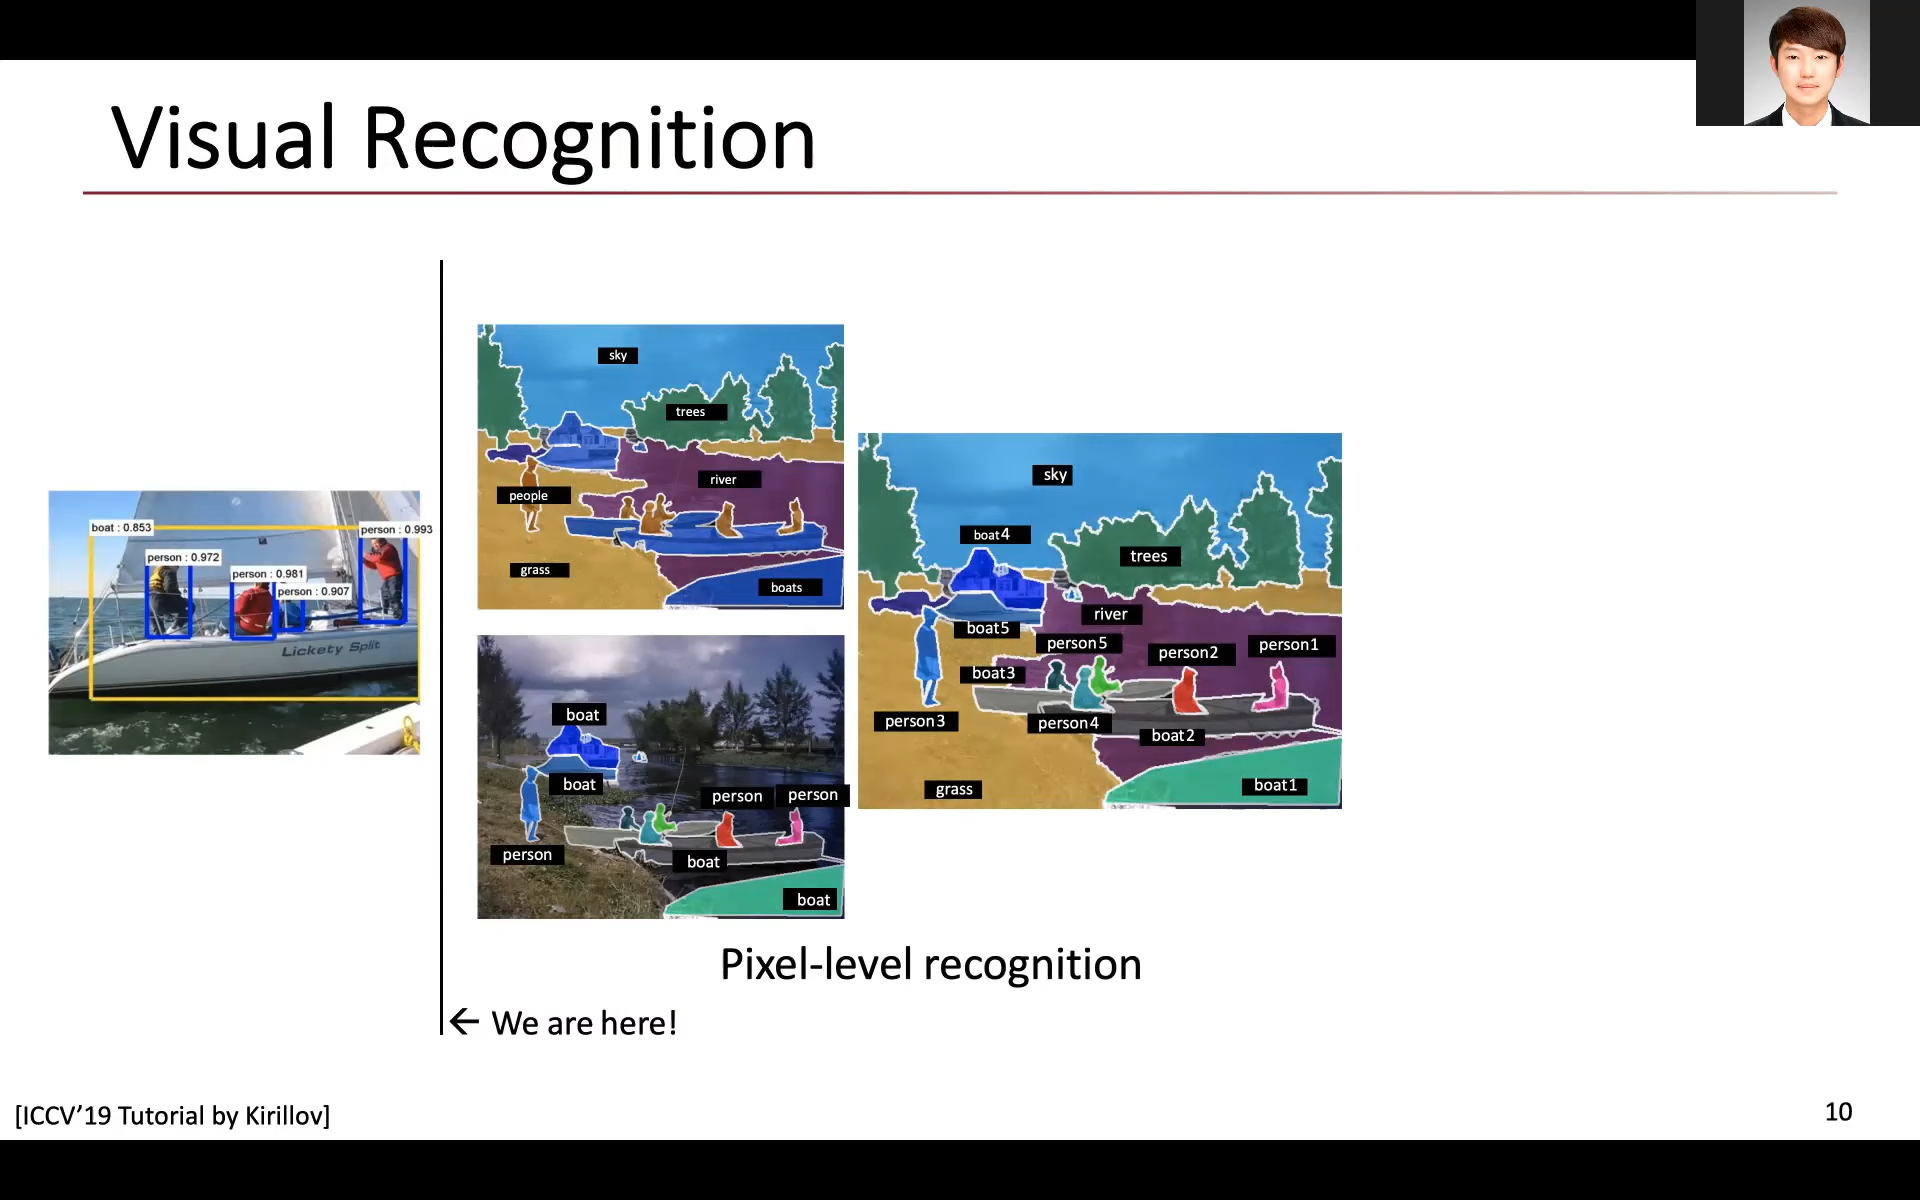 Visual Recognition
boat : 0.853
person : 0.993
person : 0.972
person : 0.981
person : 0.907
Lickety Split
sky
trees
river
people
grass
boats
boat
boat
person
person
person
boat
boat
sky
boat4
trees
boat5
river
person5
person2
person1
boat3
person3
person4
boat2
grass
boat1
Pixel-level recognition
← We are here!
[ICCV’19 Tutorial by Kirillov]
10